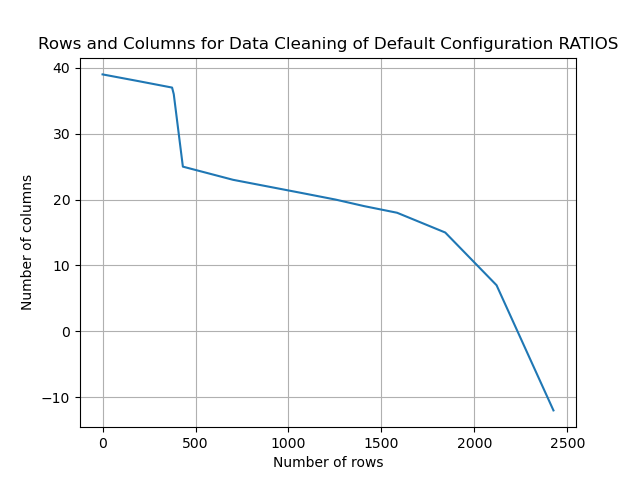 Rows and Columns for Data Cleaning of Default Configuration RATIOS
40
30
20
10
0
−10
Number of columns
0 500 1000 1500 2000 2500
Number of rows